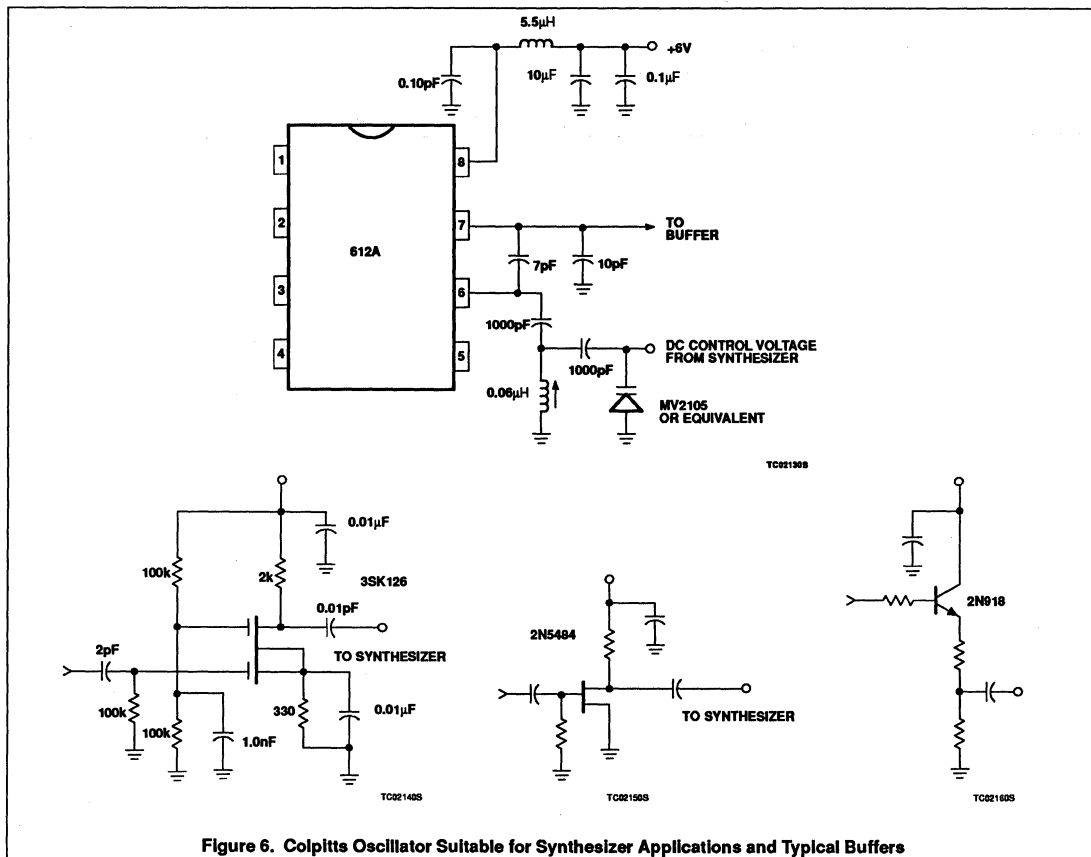 5.5μH
+6V
0.10pF
10μF
0.1μF
1
8
2
7
TO
BUFFER
612A
7pF
10pF
3
6
1000pF
4
5
DC CONTROL VOLTAGE
FROM SYNTHESIZER
1000pF
0.06μH
MV2105
OR EQUIVALENT
TC02130S
0.01μF
100k
2k
3SK126
0.01pF
TO SYNTHESIZER
2pF
100k
100k
1.0nF
330
0.01μF
TC02140S
2N5484
TO SYNTHESIZER
TC02150S
2N918
TC02160S
Figure 6. Colpitts Oscillator Suitable for Synthesizer Applications and Typical Buffers